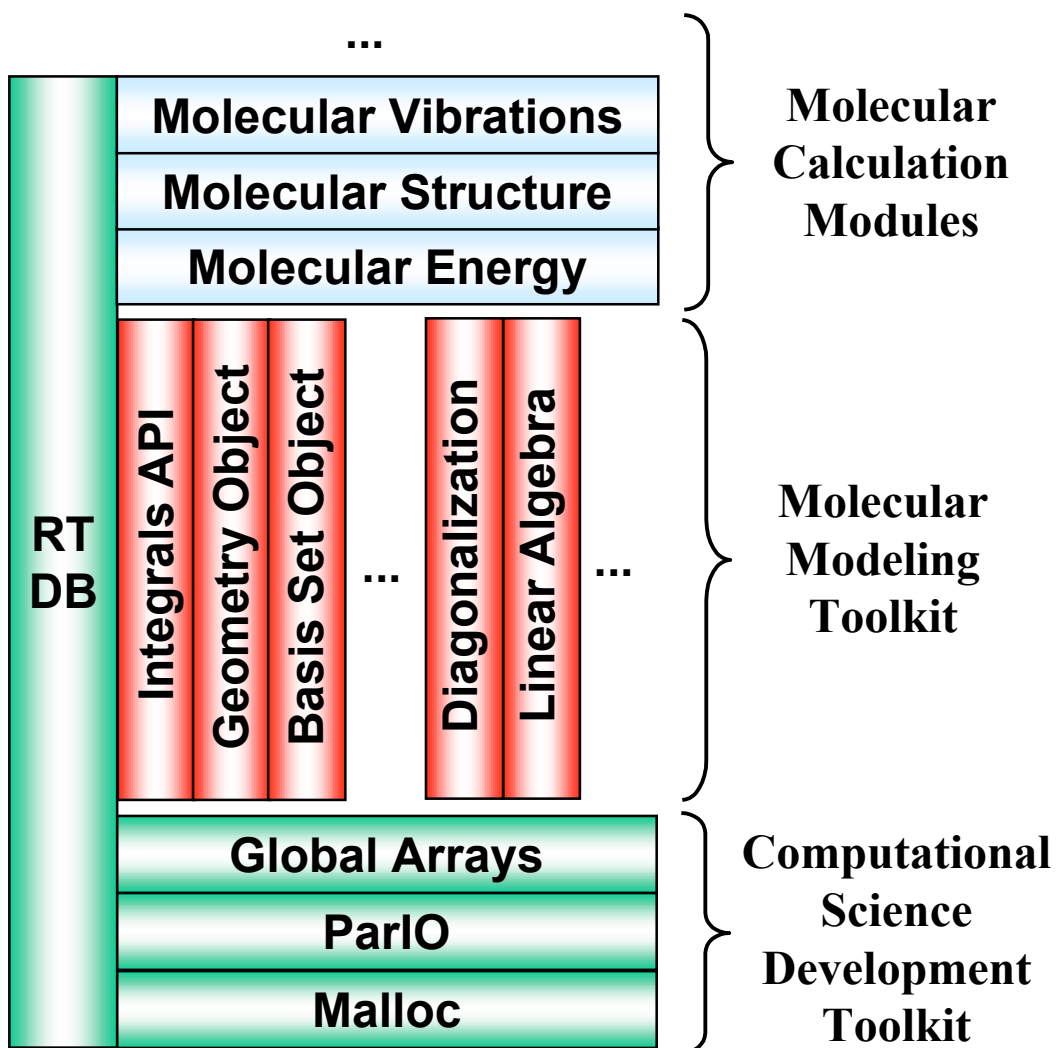 ...
Molecular Vibrations
Molecular Structure
Molecular Energy
Molecular
Calculation
Modules
RT
DB
Integrals API
Geometry Object
Basis Set Object
...
Diagonalization
Linear Algebra
...
Molecular
Modeling
Toolkit
Global Arrays
ParIO
Malloc
Computational
Science
Development
Toolkit